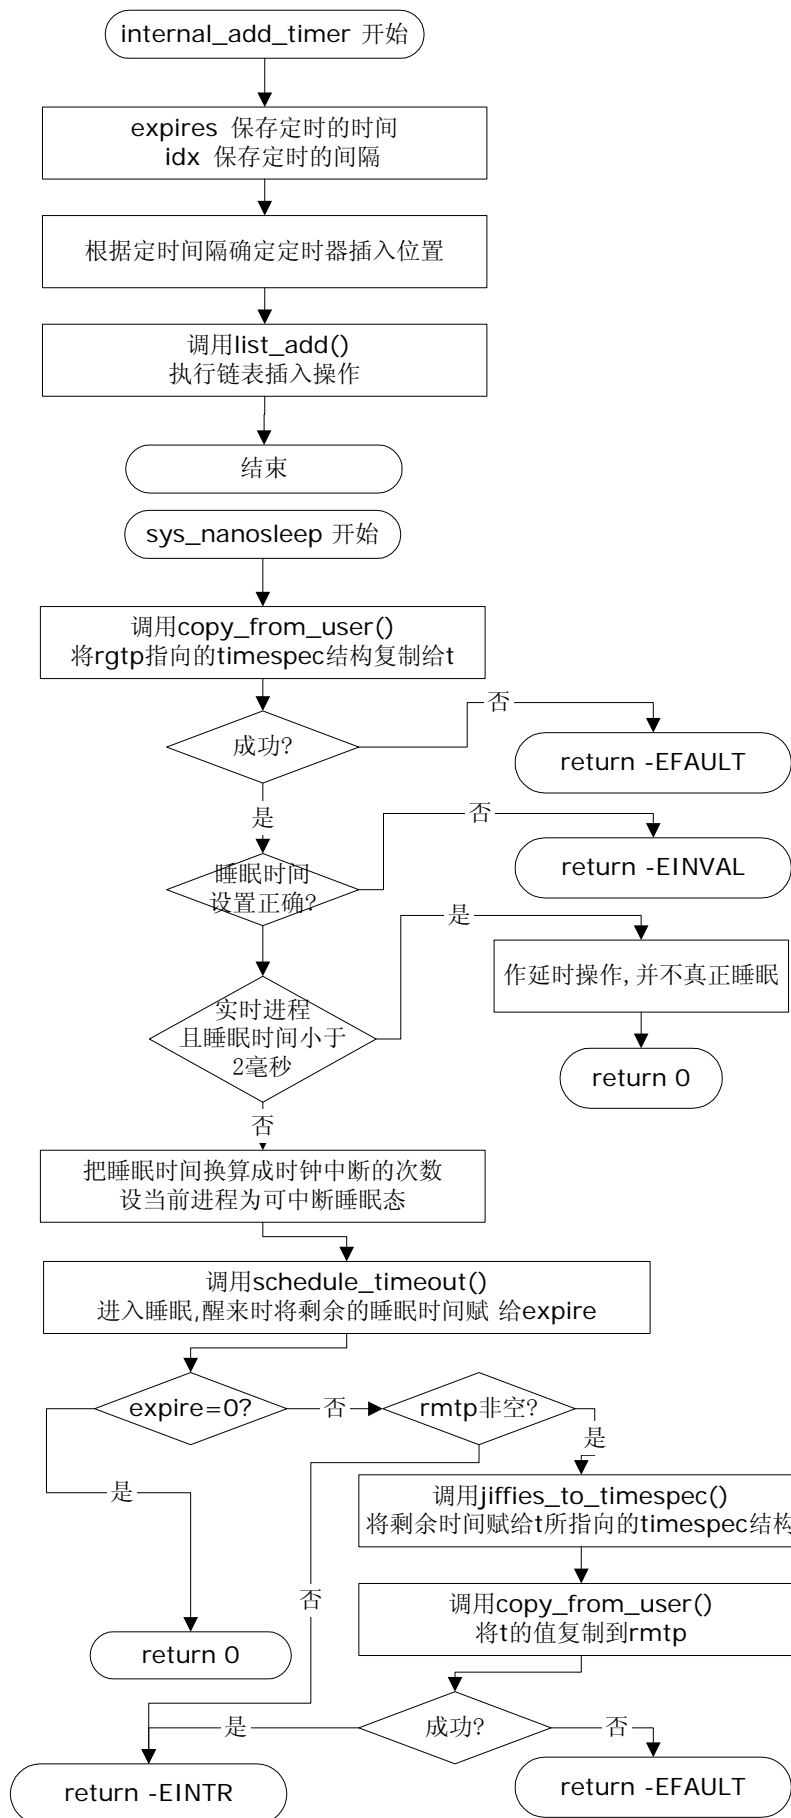 internal_add_timer 开始
expires 保存定时的时间
idx 保存定时的间隔
根据定时间隔确定定时器插入位置
调用list_add()
执行链表插入操作
结束
sys_nanosleep 开始
调用copy_from_user()
将rgtp指向的timespec结构复制给t
成功?
否
return -EFAULT
是
睡眠时间
设置正确?
否
return -EINVAL
实时进程
且睡眠时间小于
2毫秒
是
作延时操作,并不真正睡眠
return 0
否
把睡眠时间换算成时钟中断的次数
设当前进程为可中断睡眠态
调用schedule_timeout()
进入睡眠,醒来时将剩余的睡眠时间赋 给expire
expire=0?
否
rmtp非空?
是
是
调用jiffies_to_timespec()
将剩余时间赋给t所指向的timespec结构
否
调用copy_from_user()
将t的值复制到rmtp
return 0
成功?
是
否
return -EINTR
return -EFAULT